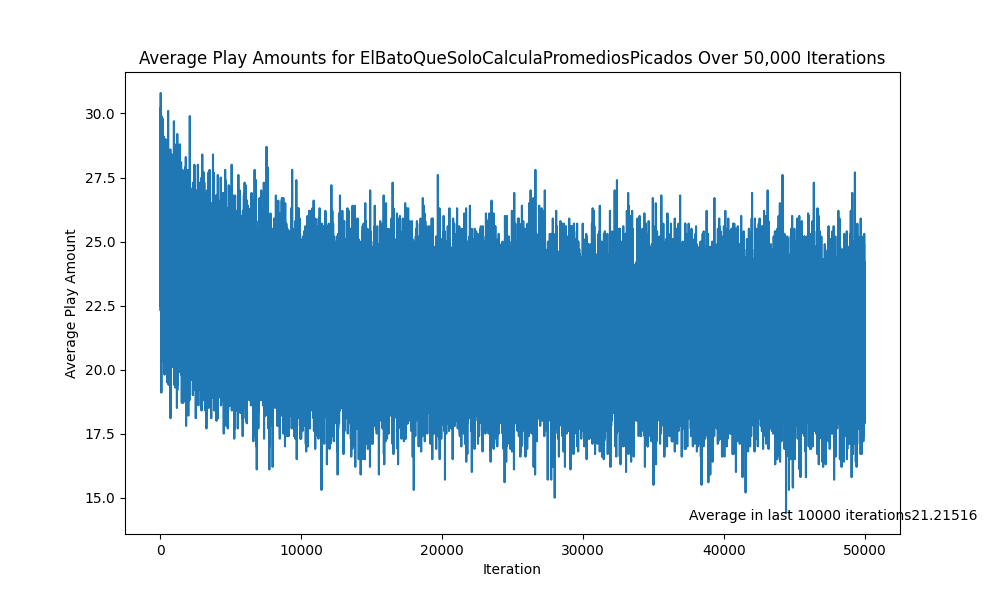 Average Play Amounts for ElBatoQueSoloCalculaPromediosPicados Over 50,000 Iterations
30.0
27.5
25.0
22.5
20.0
17.5
15.0
Average Play Amount
Average in last 10000 iterations21.21516
0 10000 20000 30000 40000 50000
Iteration